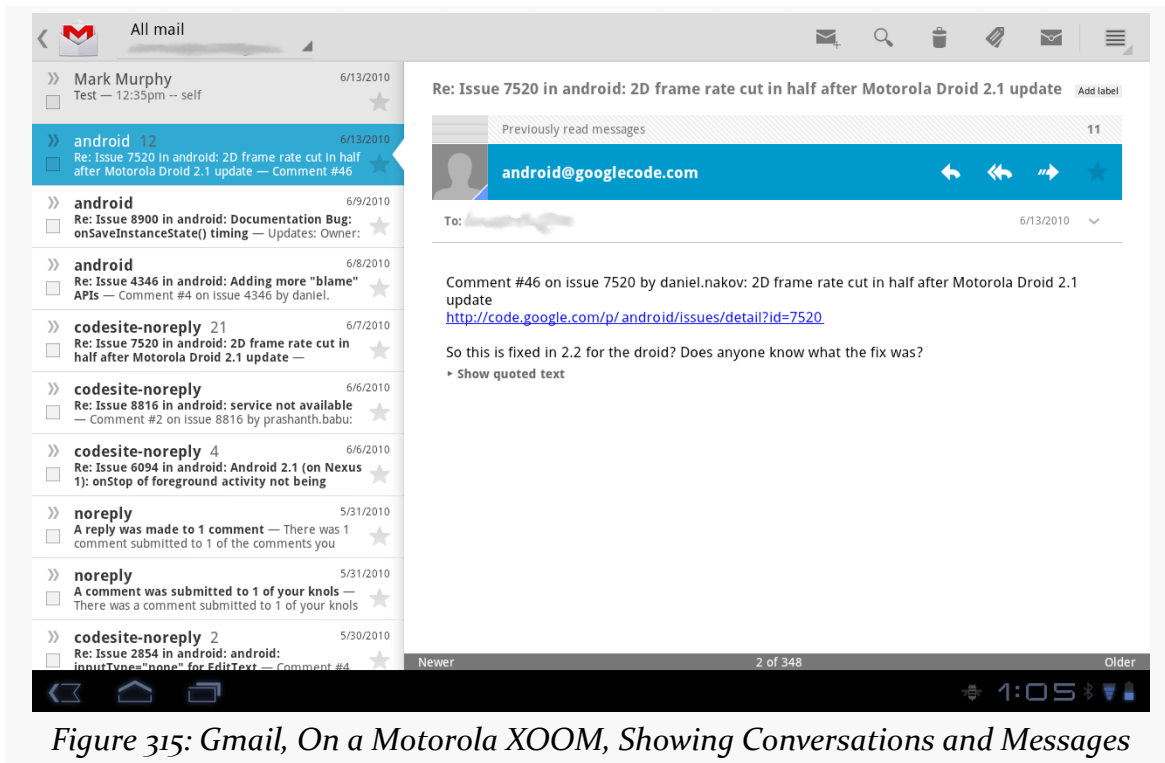 All mail
Mark Murphy 6/13/2010
Test — 12:35pm -- self
android 12 6/13/2010
Re: Issue 7520 in android: 2D frame rate cut in half
after Motorola Droid 2.1 update — Comment #46
android 6/9/2010
Re: Issue 8900 in android: Documentation Bug:
onSaveInstanceState() timing — Updates: Owner:
android 6/8/2010
Re: Issue 4346 in android: Adding more "blame"
APIs — Comment #4 on issue 4346 by daniel.
codesite-noreply 21 6/7/2010
Re: Issue 7520 in android: 2D frame rate cut in
half after Motorola Droid 2.1 update —
codesite-noreply 6/6/2010
Re: Issue 8816 in android: service not available
— Comment #2 on issue 8816 by prashanth.babu:
codesite-noreply 4 6/6/2010
Re: Issue 6094 in android: Android 2.1 (on Nexus
1): onStop of foreground activity not being
noreply 5/31/2010
A reply was made to 1 comment — There was 1
comment submitted to 1 of the comments you
noreply 5/31/2010
A comment was submitted to 1 of your knols —
There was a comment submitted to 1 of your knols
codesite-noreply 2 5/30/2010
Re: Issue 2854 in android: android:
inputType="none" for EditText — Comment #4
Re: Issue 7520 in android: 2D frame rate cut in half after Motorola Droid 2.1 update Add label
Previously read messages 11
android@googlecode.com
To: 6/13/2010
Comment #46 on issue 7520 by daniel.nakov: 2D frame rate cut in half after Motorola Droid 2.1
update
http://code.google.com/p/android/issues/detail?id=7520
So this is fixed in 2.2 for the droid? Does anyone know what the fix was?
Show quoted text
Newer 2 of 348 Older
1:05
Figure 315: Gmail, On a Motorola XOOM, Showing Conversations and Messages